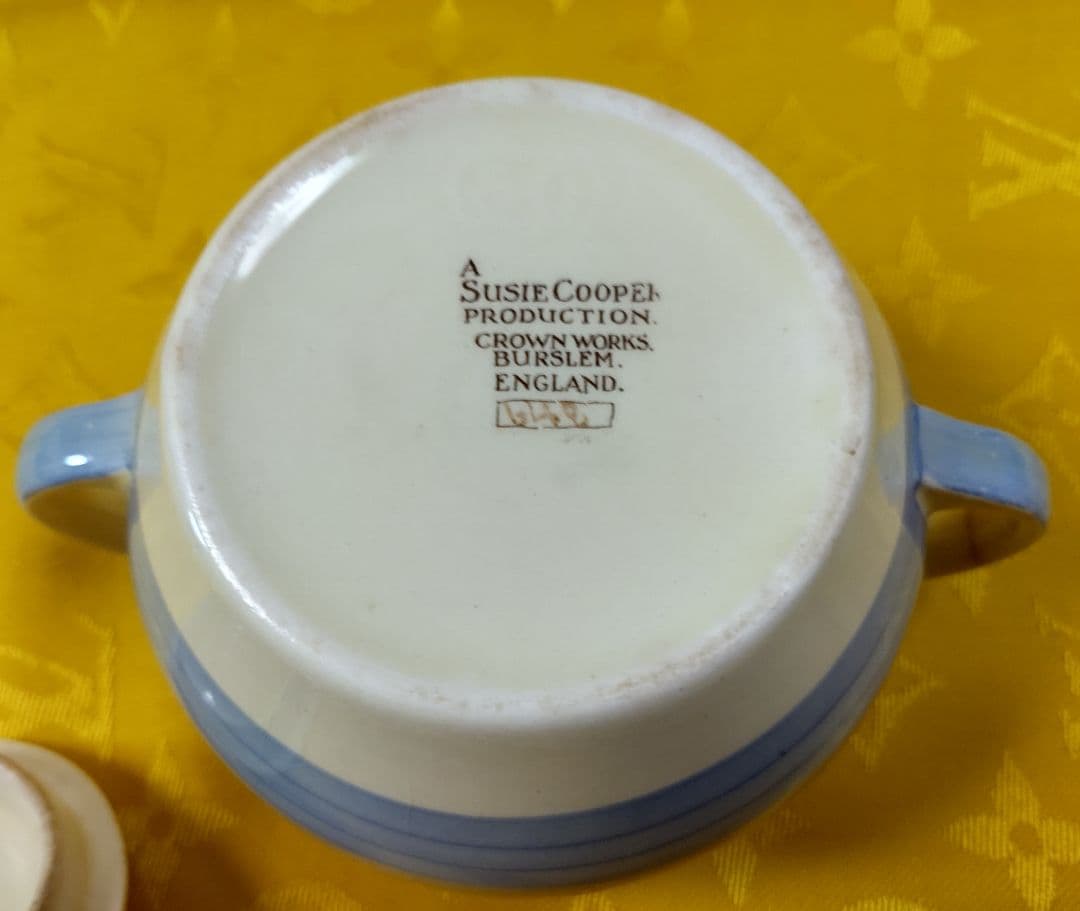 A
SUSIE COOPER
PRODUCTION.
CROWN WORKS.
BURSLEM.
ENGLAND.